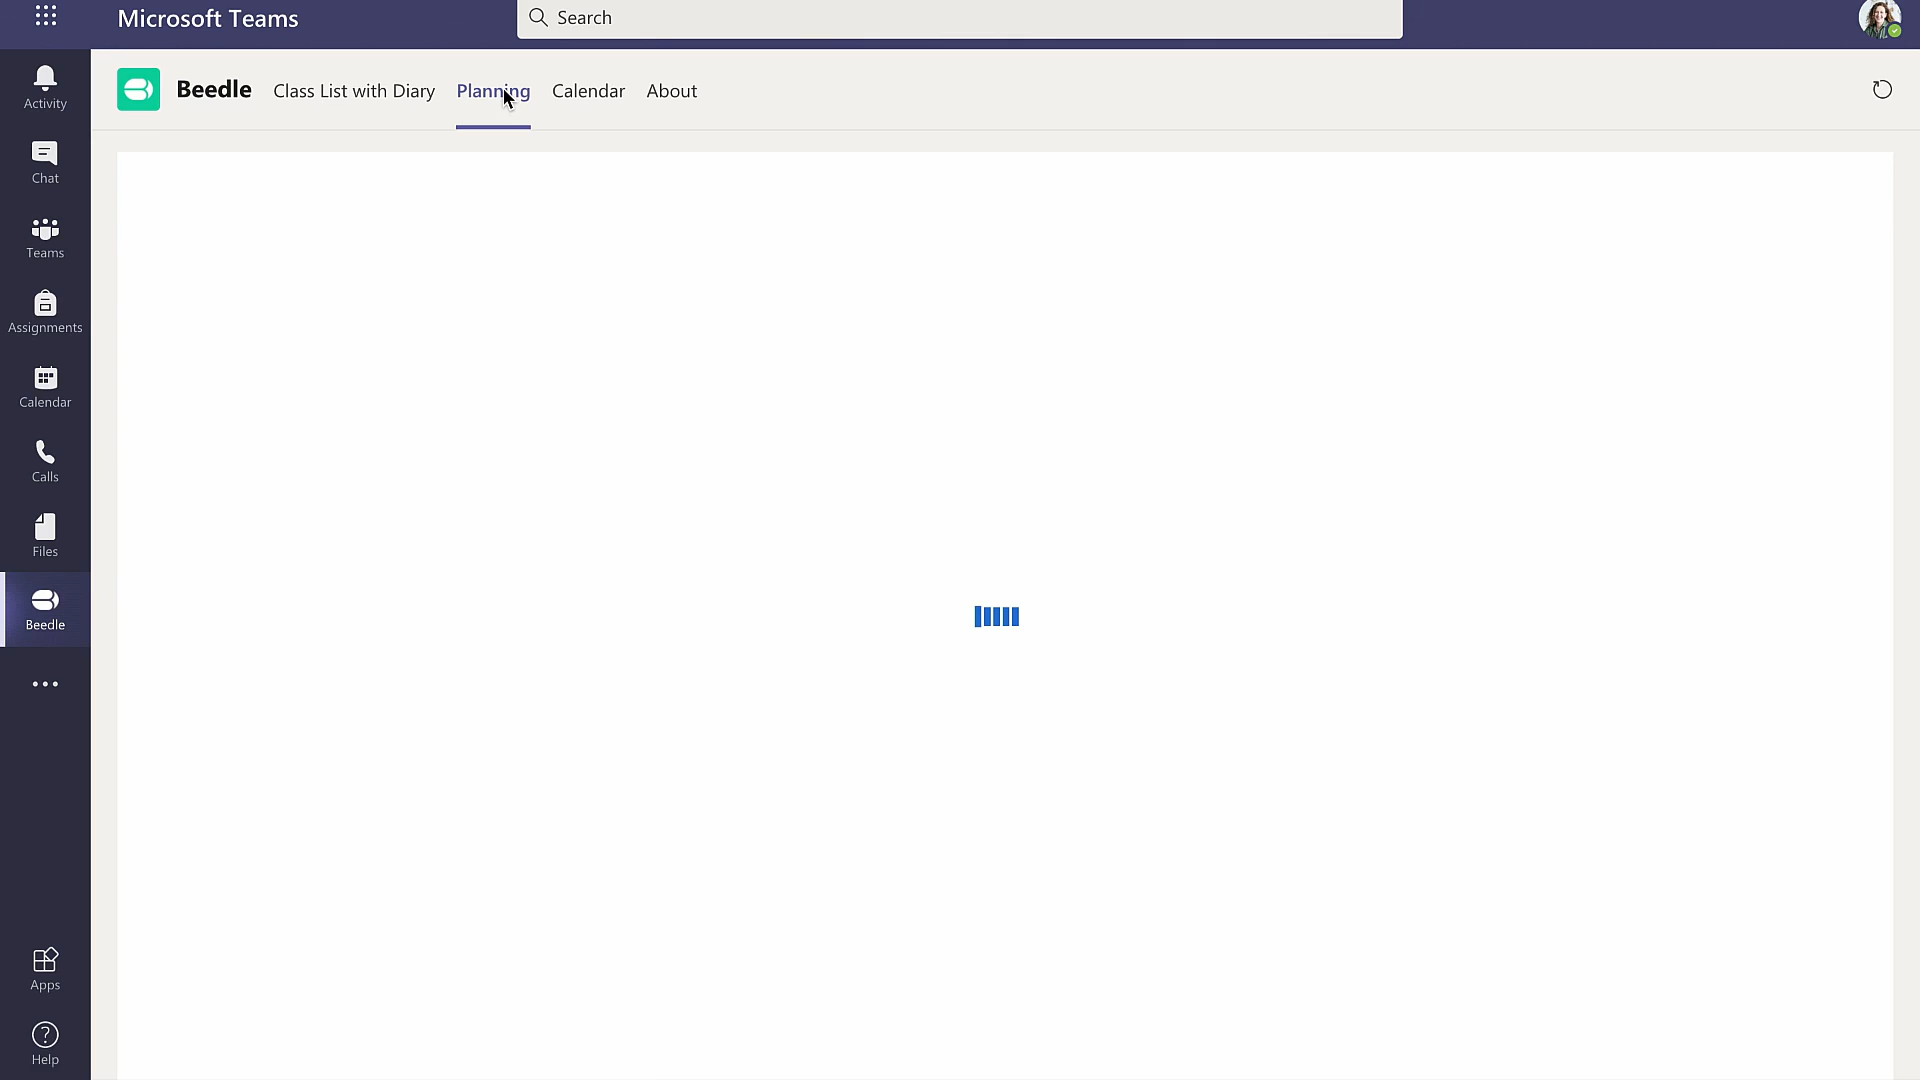 Microsoft Teams
Search
Beedle
Class List with Diary
Planning
Calendar
About
Activity
Chat
Teams
Assignments
Calendar
Calls
Files
Beedle
Apps
Help